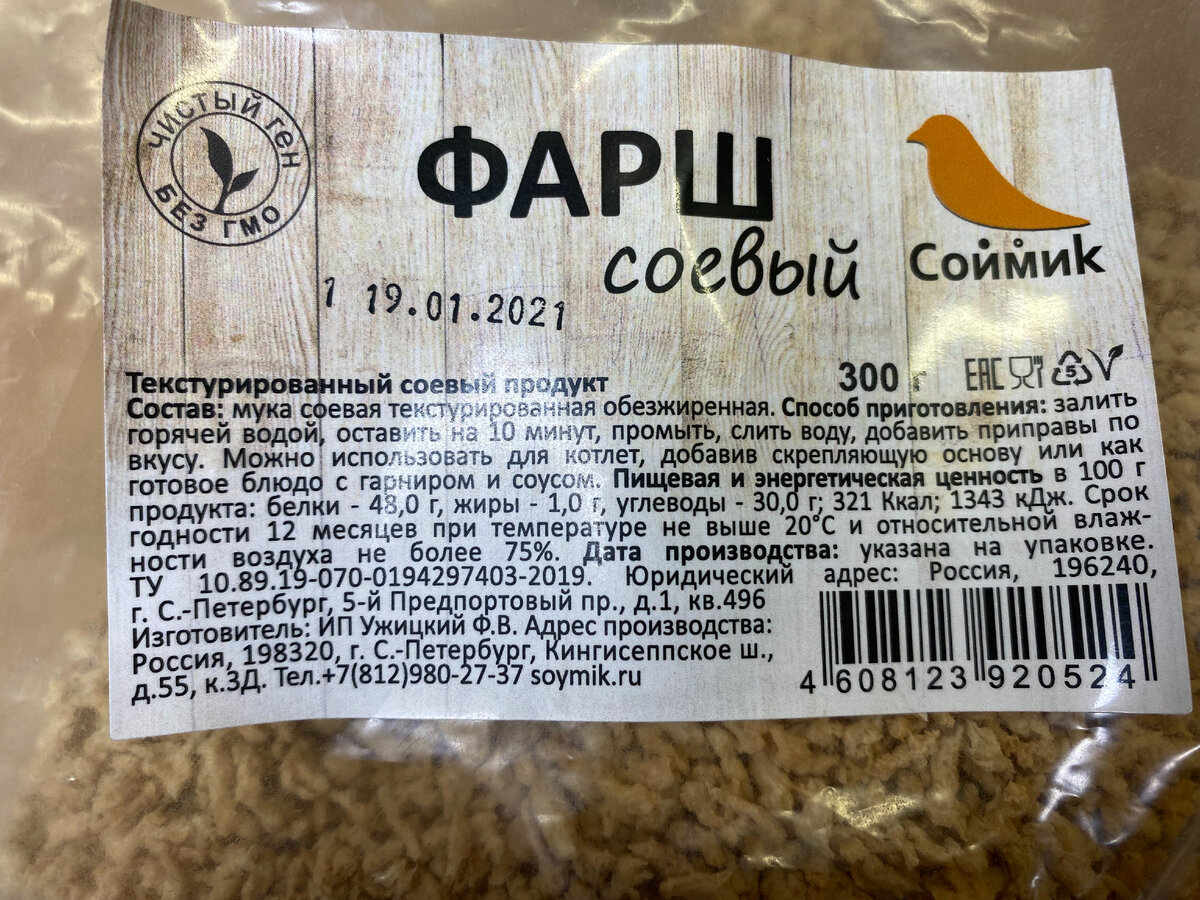 ЧИСТЫЙ ГЕН
БЕЗ ГМО
ФАРШ
соевый
Соймик
1 19.01.2021
Текстурированный соевый продукт
300 г
EAC
5
Состав: мука соевая текстурированная обезжиренная. Способ приготовления: залить
горячей водой, оставить на 10 минут, промыть, слить воду, добавить приправы по
вкусу. Можно использовать для котлет, добавив скрепляющую основу или как
готовое блюдо с гарниром и соусом. Пищевая и энергетическая ценность в 100 г
продукта: белки - 48,0 г, жиры - 1,0 г, углеводы - 30,0 г; 321 Ккал; 1343 кДж. Срок
годности 12 месяцев при температуре не выше 20°С и относительной влаж-
ности воздуха не более 75%. Дата производства: указана на упаковке.
ТУ 10.89.19-070-0194297403-2019. Юридический адрес: Россия, 196240,
г. С.-Петербург, 5-й Предпортовый пр., д.1, кв.496
Изготовитель: ИП Ужицкий Ф.В. Адрес производства:
Россия, 198320, г. С.-Петербург, Кингисеппское ш.,
д.55, к.3Д. Тел.+7(812)980-27-37 soymik.ru
4 608123 920524